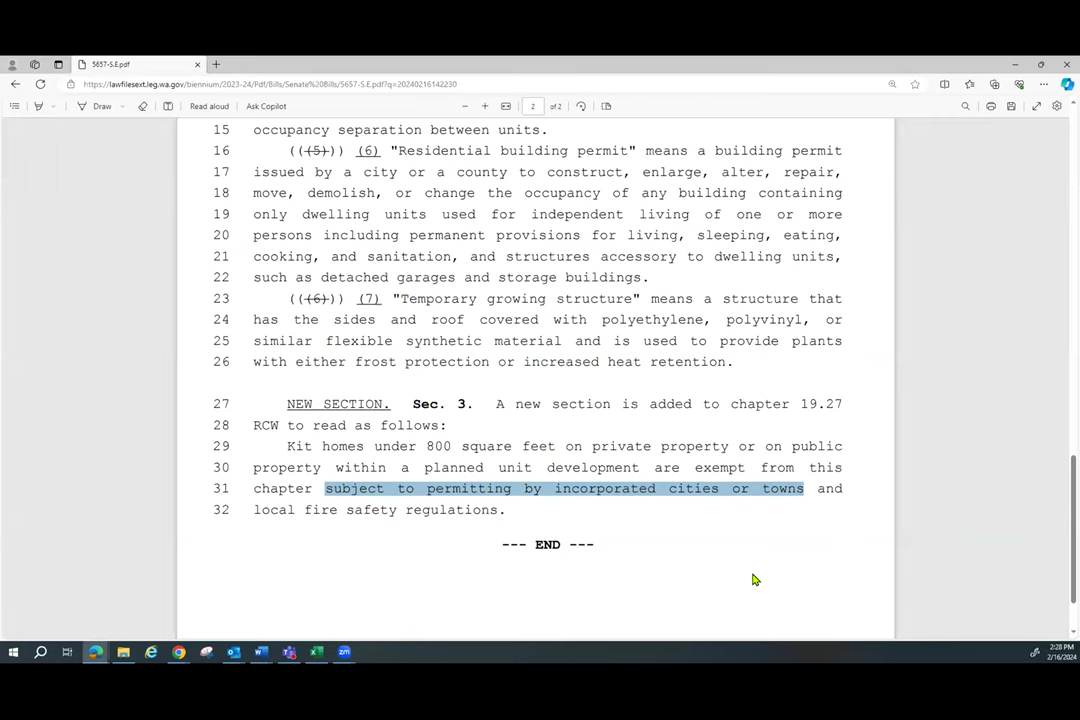 5657-S.E.pdf
https://lawfilesext.leg.wa.gov/biennium/2023-24/Pdf/Bills/Senate%20Bills/5657-S.E.pdf?q=20240216142230
Draw
Read aloud
Ask Copilot
2
of 2
15 occupancy separation between units.
16 (((5))) (6) "Residential building permit" means a building permit
17 issued by a city or a county to construct, enlarge, alter, repair,
18 move, demolish, or change the occupancy of any building containing
19 only dwelling units used for independent living of one or more
20 persons including permanent provisions for living, sleeping, eating,
21 cooking, and sanitation, and structures accessory to dwelling units,
22 such as detached garages and storage buildings.
23 (((6))) (7) "Temporary growing structure" means a structure that
24 has the sides and roof covered with polyethylene, polyvinyl, or
25 similar flexible synthetic material and is used to provide plants
26 with either frost protection or increased heat retention.
27 NEW SECTION. Sec. 3. A new section is added to chapter 19.27
28 RCW to read as follows:
29 Kit homes under 800 square feet on private property or on public
30 property within a planned unit development are exempt from this
31 chapter subject to permitting by incorporated cities or towns and
32 local fire safety regulations.
--- END ---
2:28 PM
2/16/2024